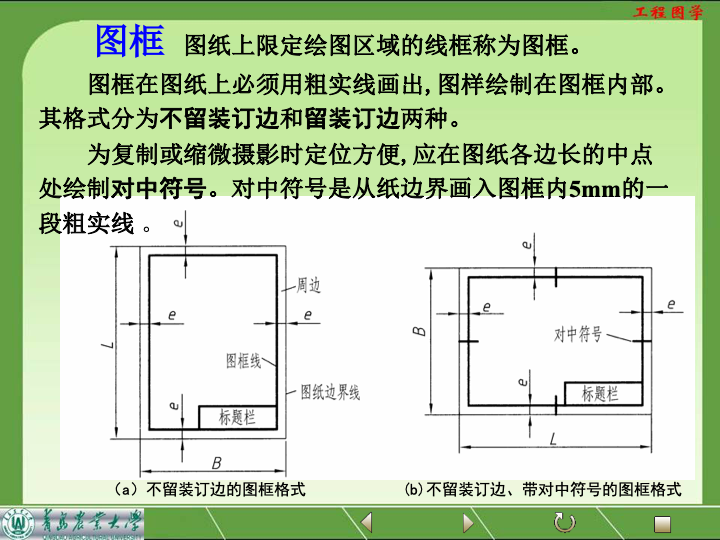 工程图学
图框 图纸上限定绘图区域的线框称为图框。
图框在图纸上必须用粗实线画出,图样绘制在图框内部。
其格式分为不留装订边和留装订边两种。
为复制或缩微摄影时定位方便,应在图纸各边长的中点
处绘制对中符号。对中符号是从纸边界画入图框内5mm的一
段粗实线 。
e
周边
e
e
L
图框线
图纸边界线
e
标题栏
B
e
e
e
B
对中符号
e
标题栏
L
（a）不留装订边的图框格式
(b)不留装订边、带对中符号的图框格式
青岛农业大学